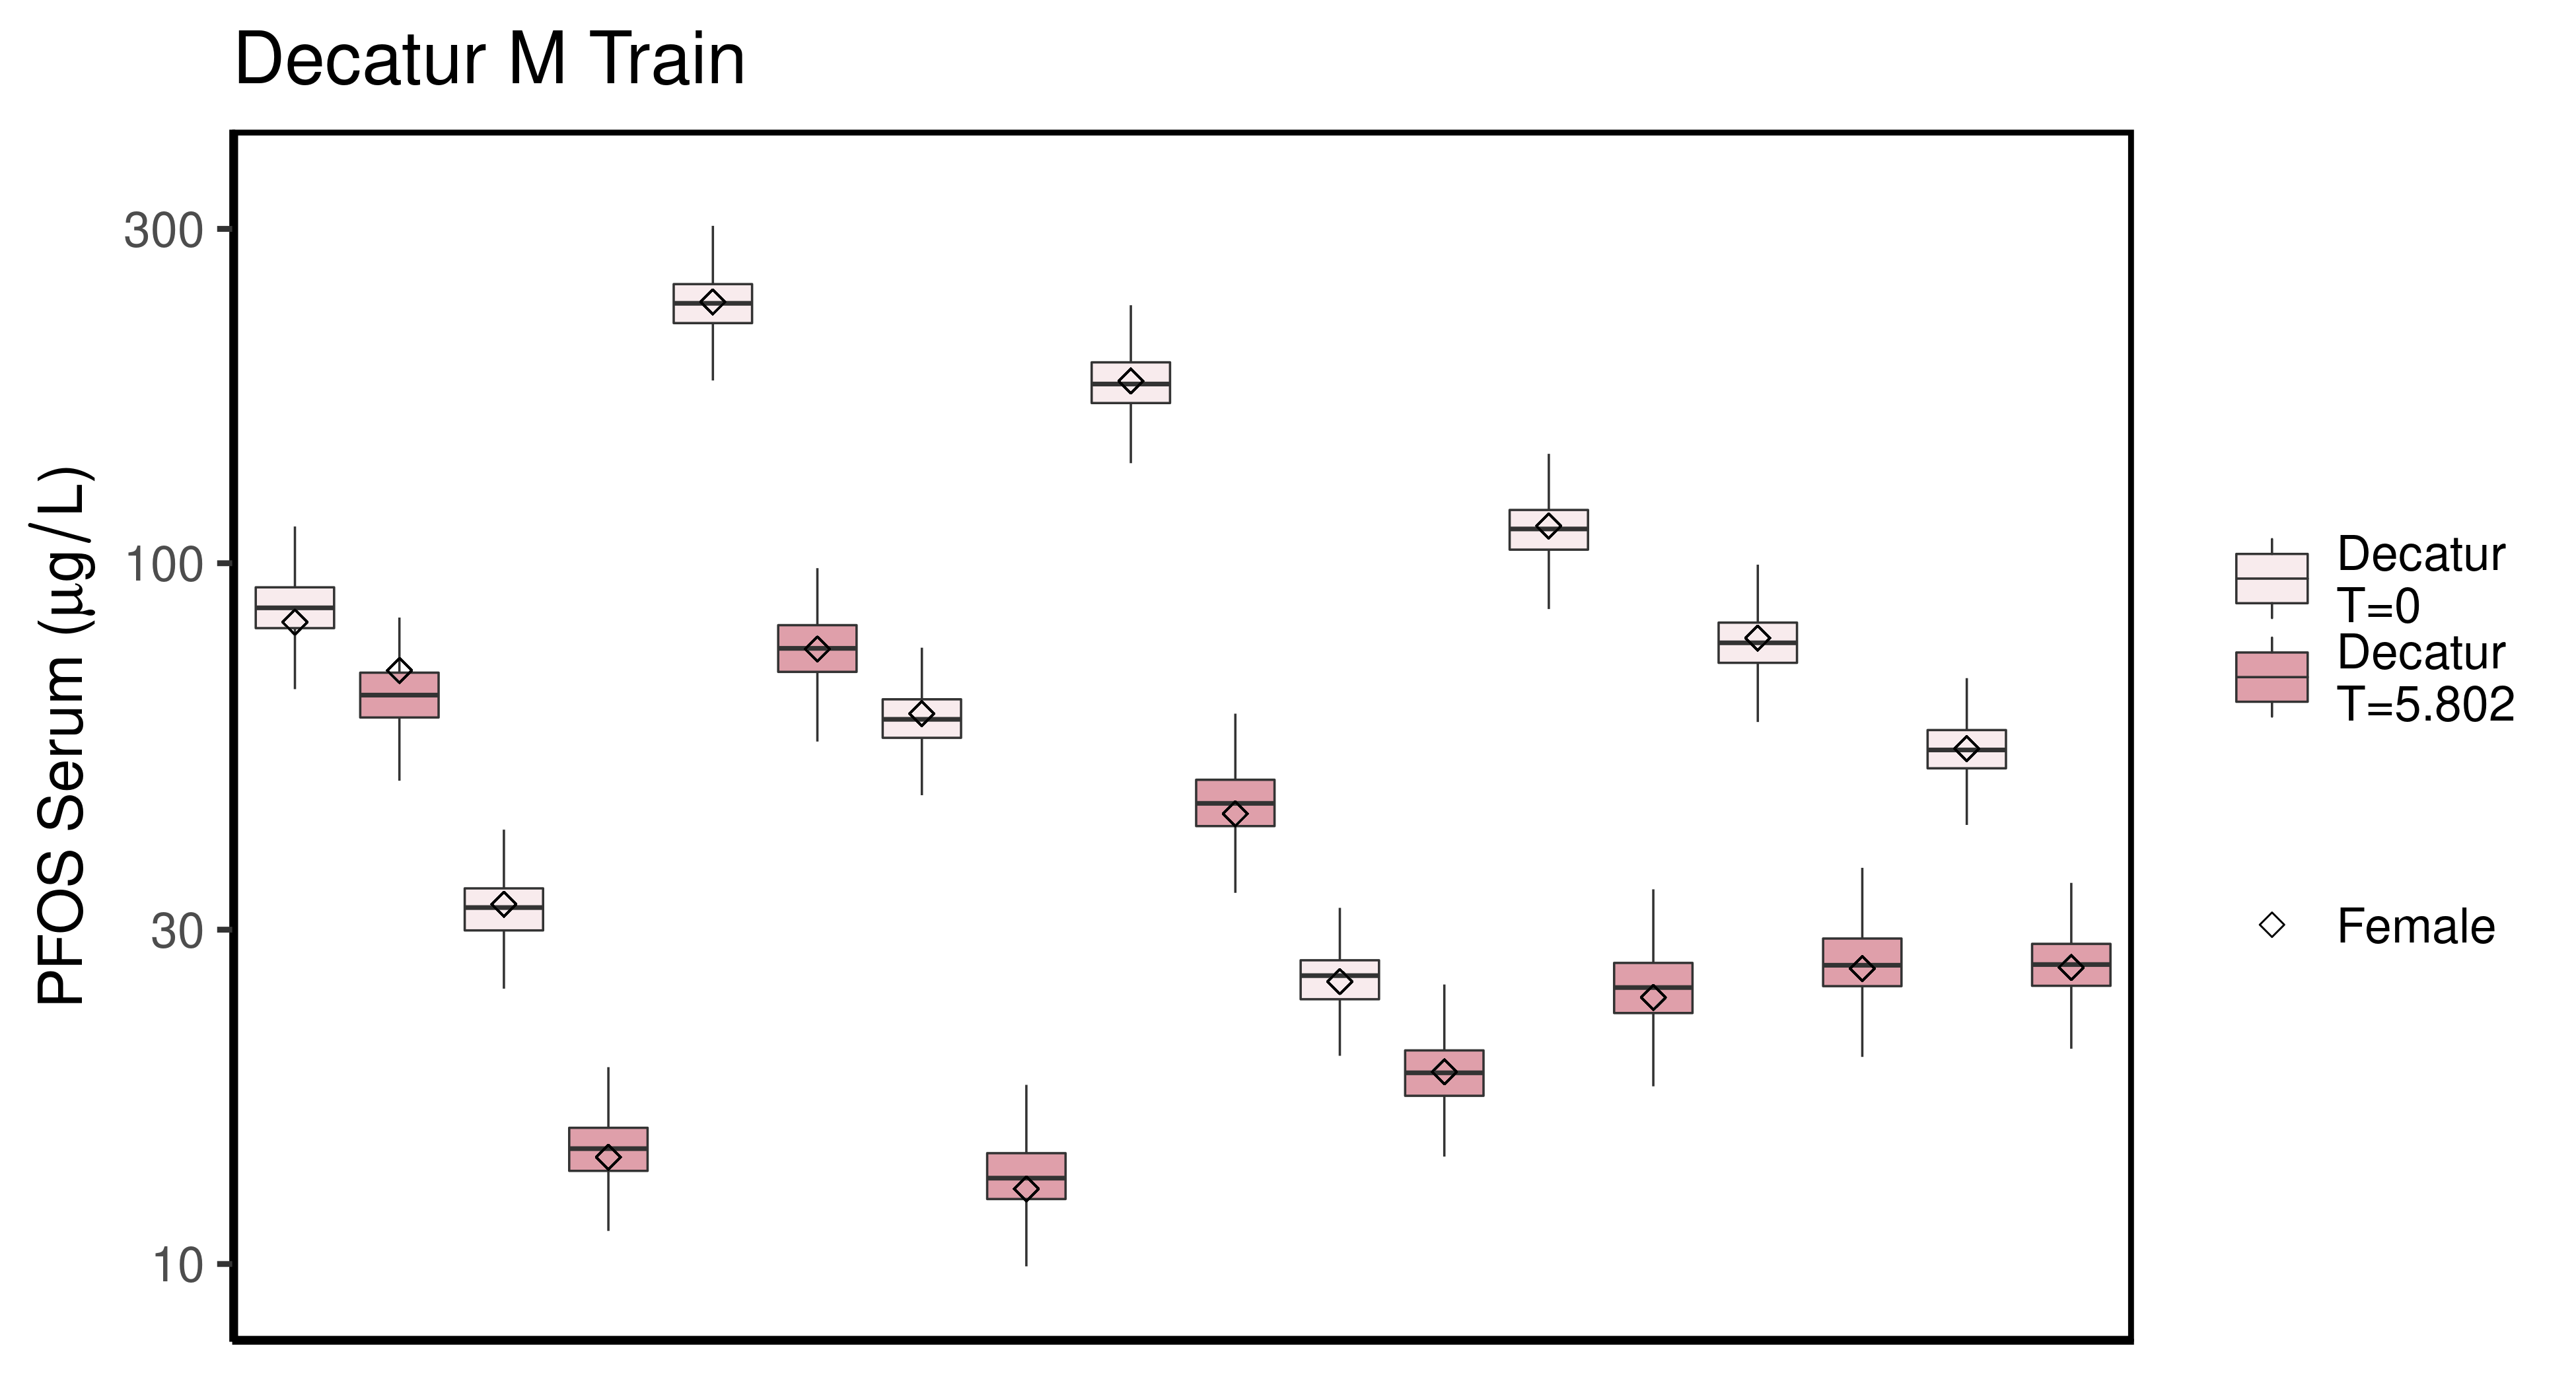 Decatur M Train
300
100
30
10
PFOS Serum (μg/L)
Decatur
T=0
Decatur
T=5.802
Female